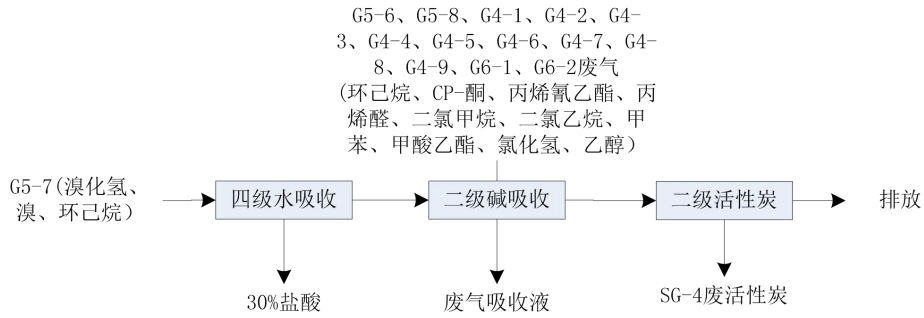 G5-6、G5-8、G4-1、G4-2、G4-
3、G4-4、G4-5、G4-6、G4-7、G4-
8、G4-9、G6-1、G6-2废气
(环己烷、CP-酮、丙烯氰乙酯、丙
烯醛、二氯甲烷、二氯乙烷、甲
苯、甲酸乙酯、氯化氢、乙醇）
G5-7(溴化氢、
溴、环己烷）
四级水吸收
二级碱吸收
二级活性炭
排放
30%盐酸
废气吸收液
SG-4废活性炭